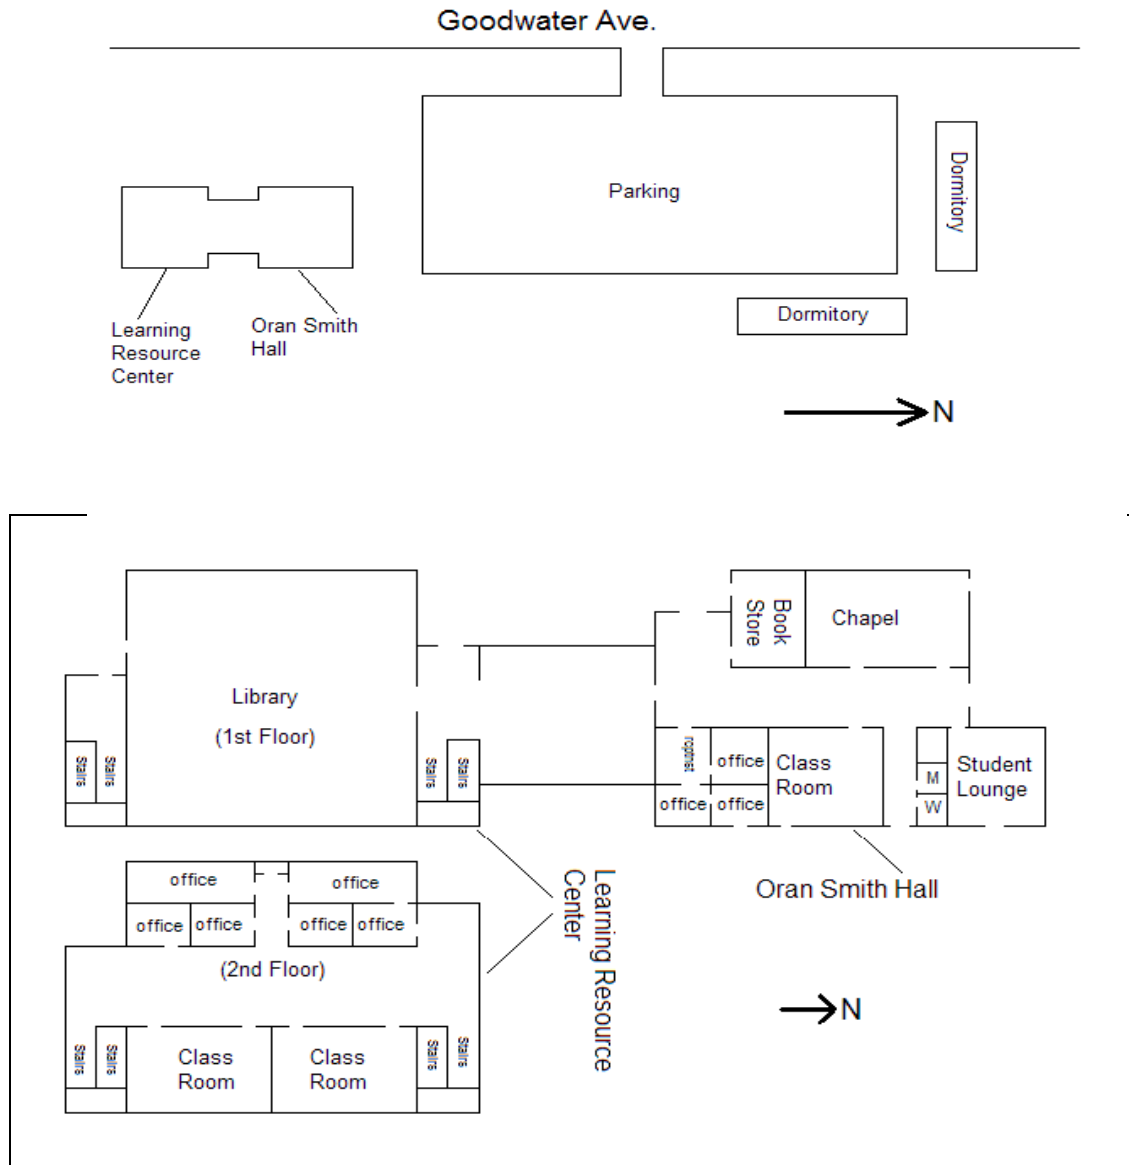 Goodwater Ave.
Parking
Dormitory
Dormitory
Learning
Resource
Center
Oran Smith
Hall
N
Book
Store
Chapel
Library
(1st Floor)
Stairs
Stairs
Stairs
Stairs
office
Class
Room
office
office
M
W
Student
Lounge
Oran Smith Hall
Learning Resource
Center
office
office
office
office
office
office
(2nd Floor)
N
Stairs
Stairs
Class
Room
Class
Room
Stairs
Stairs